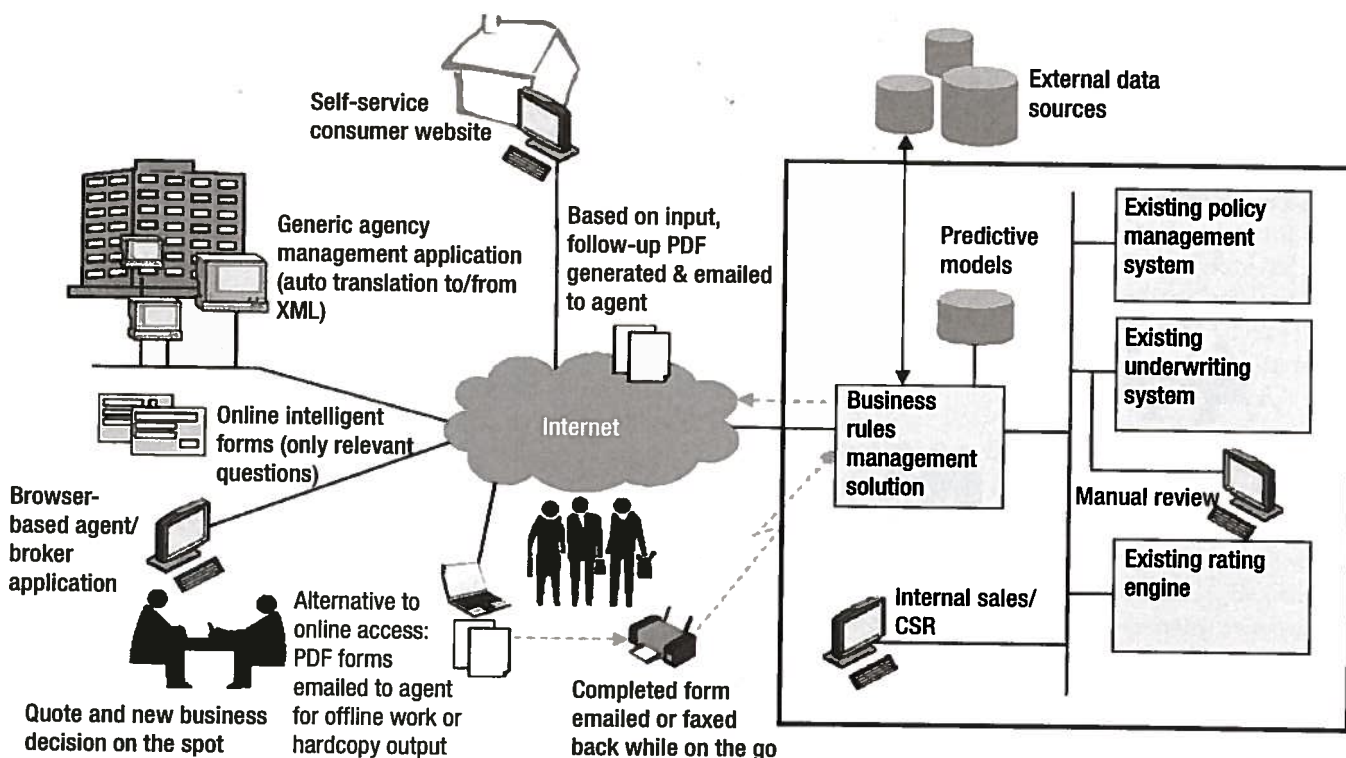 Self-service
consumer website
External data
sources
Generic agency
management application
(auto translation to/from
XML)
Based on input,
follow-up PDF
generated & emailed
to agent
Predictive
models
Existing policy
management
system
Existing
underwriting
system
Online intelligent
forms (only relevant
questions)
Internet
Business
rules
management
solution
Manual review
Browser-
based agent/
broker
application
Existing rating
engine
Internal sales/
CSR
Alternative to
online access:
PDF forms
emailed to agent
for offline work or
hardcopy output
Quote and new business
decision on the spot
Completed form
emailed or faxed
back while on the go